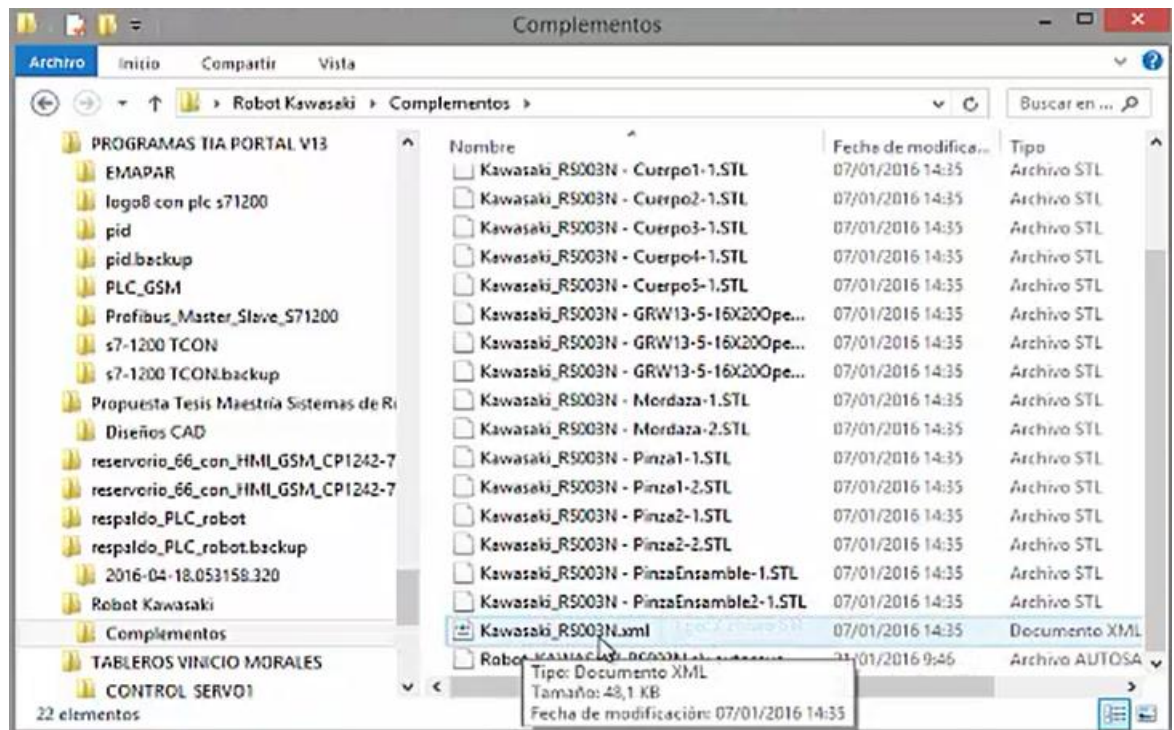 Complementos
Archivo Inicio Compartir Vista
Robot Kawasaki Complementos
Buscar en ...
PROGRAMAS TIA PORTAL V13
EMAPAR
logo8 con plc s71200
pid
pid.backup
PLC_GSM
Profibus_Master_Slave_S71200
s7-1200 TCON
s7-1200 TCON.backup
Propuesta Tesis Maestría Sistemas de Ri
Diseños CAD
reservorio_66_con_HMI_GSM_CP1242-7
reservorio_66_con_HMI_GSM_CP1242-7
respaldo_PLC_robot
respaldo_PLC_robot.backup
2016-04-18.053158.320
Robot Kawasaki
Complementos
TABLEROS VINICIO MORALES
CONTROL SERVO1
Nombre Fecha de modifica... Tipo
Kawasaki_RS003N - Cuerpo1-1.STL 07/01/2016 14:35 Archivo STL
Kawasaki_RS003N - Cuerpo2-1.STL 07/01/2016 14:35 Archivo STL
Kawasaki_RS003N - Cuerpo3-1.STL 07/01/2016 14:35 Archivo STL
Kawasaki_RS003N - Cuerpo4-1.STL 07/01/2016 14:35 Archivo STL
Kawasaki_RS003N - Cuerpo5-1.STL 07/01/2016 14:35 Archivo STL
Kawasaki_RS003N - GRW13-5-16X20Ope... 07/01/2016 14:35 Archivo STL
Kawasaki_RS003N - GRW13-5-16X20Ope... 07/01/2016 14:35 Archivo STL
Kawasaki_RS003N - GRW13-5-16X20Ope... 07/01/2016 14:35 Archivo STL
Kawasaki_RS003N - Mordaza-1.STL 07/01/2016 14:35 Archivo STL
Kawasaki_RS003N - Mordaza-2.STL 07/01/2016 14:35 Archivo STL
Kawasaki_RS003N - Pinza1-1.STL 07/01/2016 14:35 Archivo STL
Kawasaki_RS003N - Pinza1-2.STL 07/01/2016 14:35 Archivo STL
Kawasaki_RS003N - Pinza2-1.STL 07/01/2016 14:35 Archivo STL
Kawasaki_RS003N - Pinza2-2.STL 07/01/2016 14:35 Archivo STL
Kawasaki_RS003N - PinzaEnsamble-1.STL 07/01/2016 14:35 Archivo STL
Kawasaki_RS003N - PinzaEnsamble2-1.STL 07/01/2016 14:35 Archivo STL
Kawasaki_RS003N.xml 07/01/2016 14:35 Documento XML
Robot 21/01/2016 9:46 Archivo AUTOSA
Tipo: Documento XML
Tamaño: 48,1 KB
Fecha de modificación: 07/01/2016 14:35
22 elementos